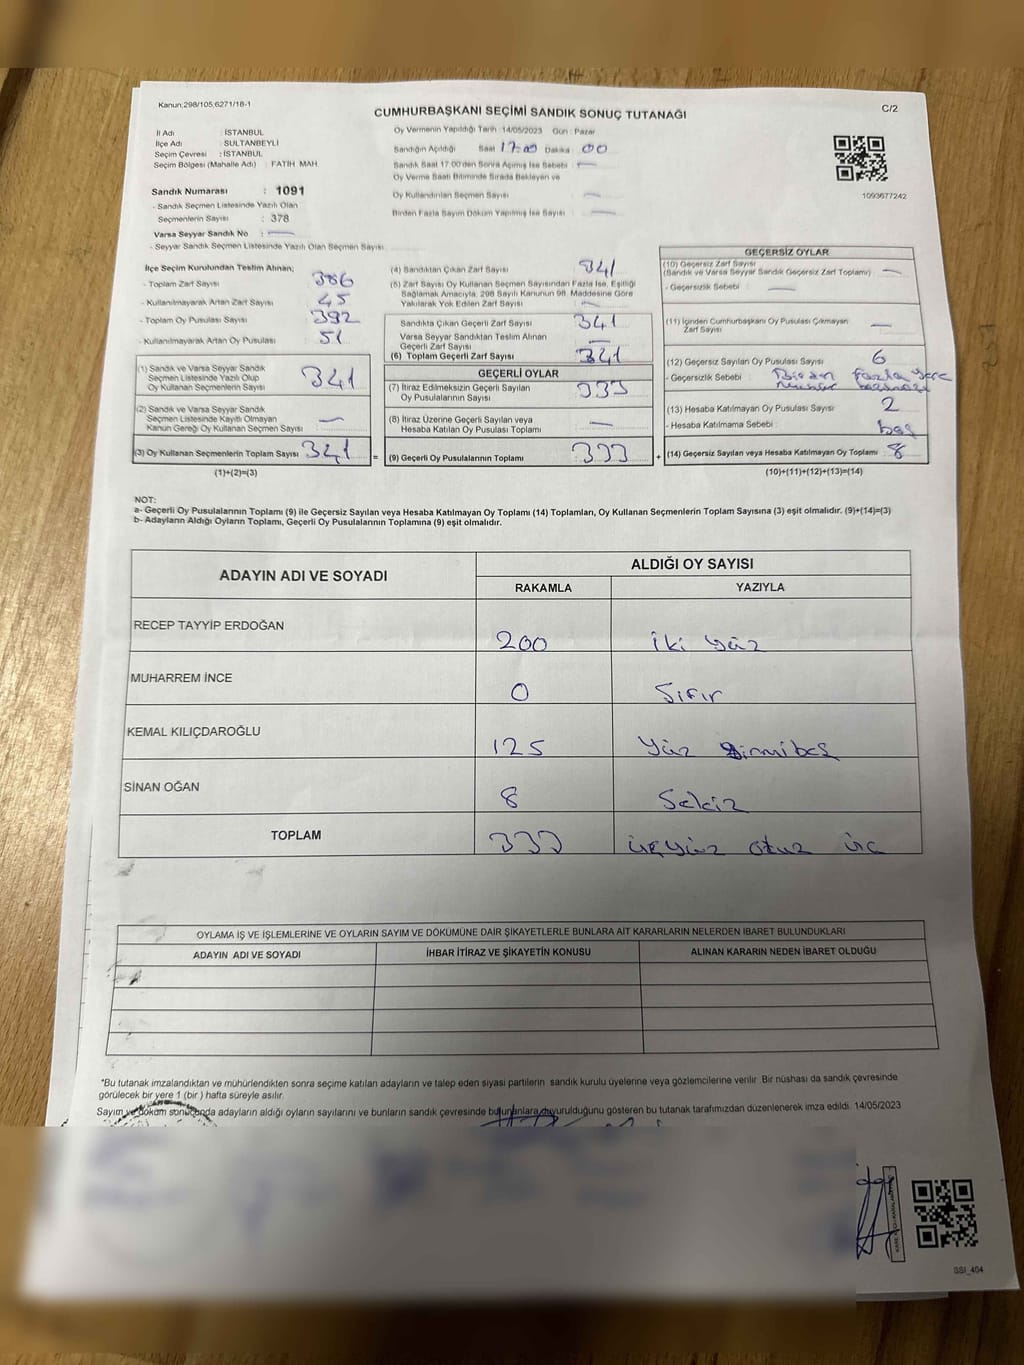 Kanun;298/105,6271/18-1
CUMHURBAŞKANI SEÇİMİ SANDIK SONUÇ TUTANAĞI
C/2
İl Adı : İSTANBUL
İlçe Adı : SULTANBEYLİ
Seçim Çevresi : İSTANBUL
Seçim Bölgesi (Mahalle Adı) : FATİH MAH.
Sandık Numarası : 1091
- Sandık Seçmen Listesinde Yazılı Olan
Seçmenlerin Sayısı : 378
Varsa Seyyar Sandık No :
- Seyyar Sandık Seçmen Listesinde Yazılı Olan Seçmen Sayısı
Oy Vermenin Yapıldığı Tarih : 14/05/2023 Gün : Pazar
Sandığın Açıldığı Saat 17.00 Dakika : 00
Sandık Saat 17.00'den Sonra Açımış İse Sebebi : —
Oy Verme Saati Bitiminde Sırada Bekleyen ve
Oy Kullandırılan Seçmen Sayısı : —
Birden Fazla Sayım Döküm Yapılmış İse Sayısı : —
1093677242
İlçe Seçim Kurulundan Teslim Alınan;
- Toplam Zarf Sayısı 386
- Kullanılmayarak Artan Zarf Sayısı 45
- Toplam Oy Pusulası Sayısı 392
- Kullanılmayarak Artan Oy Pusulası 51
(1) Sandık ve Varsa Seyyar Sandık
Seçmen Listesinde Yazılı Olup
Oy Kullanan Seçmenlerin Sayısı 341
(2) Sandık ve Varsa Seyyar Sandık
Seçmen Listesinde Kayıtlı Olmayan
Kanun Gereği Oy Kullanan Seçmen Sayısı —
(3) Oy Kullanan Seçmenlerin Toplam Sayısı 341
(1)+(2)=(3)
(4) Sandıktan Çıkan Zarf Sayısı 341
(5) Zarf Sayısı Oy Kullanan Seçmen Sayısından Fazla İse, Eşitliği
Sağlamak Amacıyla, 298 Sayılı Kanunun 98. Maddesine Göre
Yakılarak Yok Edilen Zarf Sayısı —
Sandıkta Çıkan Geçerli Zarf Sayısı 341
Varsa Seyyar Sandıktan Teslim Alınan
Geçerli Zarf Sayısı —
(6) Toplam Geçerli Zarf Sayısı 341
GEÇERLİ OYLAR
(7) İtiraz Edilmeksizin Geçerli Sayılan
Oy Pusulalarının Sayısı 333
(8) İtiraz Üzerine Geçerli Sayılan veya
Hesaba Katılan Oy Pusulası Toplamı —
= (9) Geçerli Oy Pusulalarının Toplamı 333 +
GEÇERSİZ OYLAR
(10) Geçersiz Zarf Sayısı
(Sandık ve Varsa Seyyar Sandık Geçersiz Zarf Toplamı) —
- Geçersizlik Sebebi : —
(11) İçinden Cumhurbaşkanı Oy Pusulası Çıkmayan
Zarf Sayısı —
(12) Geçersiz Sayılan Oy Pusulası Sayısı 6
- Geçersizlik Sebebi : Birden Fazla yere
(13) Hesaba Katılmayan Oy Pusulası Sayısı 2
- Hesaba Katılmama Sebebi : boş
(14) Geçersiz Sayılan veya Hesaba Katılmayan Oy Toplamı 8
(10)+(11)+(12)+(13)=(14)
NOT:
a- Geçerli Oy Pusulalarının Toplamı (9) ile Geçersiz Sayılan veya Hesaba Katılmayan Oy Toplamı (14) Toplamları, Oy Kullanan Seçmenlerin Toplam Sayısına (3) eşit olmalıdır. (9)+(14)=(3)
b- Adayların Aldığı Oyların Toplamı, Geçerli Oy Pusulalarının Toplamına (9) eşit olmalıdır.
ADAYIN ADI VE SOYADI
ALDIĞI OY SAYISI
RAKAMLA YAZIYLA
RECEP TAYYİP ERDOĞAN 200 iki yüz
MUHARREM İNCE 0 Sıfır
KEMAL KILIÇDAROĞLU 125 Yüz yirmibeş
SİNAN OĞAN 8 Sekiz
TOPLAM 333 üçyüz otuz üç
OYLAMA İŞ VE İŞLEMLERİNE VE OYLARIN SAYIM VE DÖKÜMÜNE DAİR ŞİKAYETLERLE BUNLARA AİT KARARLARIN NELERDEN İBARET BULUNDUKLARI
ADAYIN ADI VE SOYADI İHBAR İTİRAZ VE ŞİKAYETİN KONUSU ALINAN KARARIN NEDEN İBARET OLDUĞU
*Bu tutanak imzalandıktan ve mühürlendikten sonra seçime katılan adayların ve talep eden siyasi partilerin sandık kurulu üyelerine veya gözlemcilerine verilir. Bir nüshası da sandık çevresinde
görülecek bir yere 1 (bir ) hafta süreyle asılır.
Sayım ve döküm sonucunda adayların aldığı oyların sayılarını ve bunların sandık çevresinde bulunanlara duyurulduğunu gösteren bu tutanak tarafımızdan düzenlenerek imza edildi. 14/05/2023
SSI_404